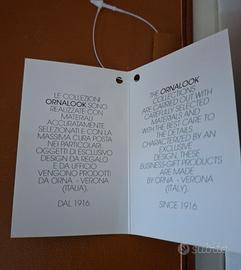 LE COLLEZIONI
ORNALOOK SONO
REALIZZATE CON
MATERIALI
ACCURATAMENTE
SELEZIONATI E CON LA
MASSIMA CURA POSTA
NEI PARTICOLARI.
OGGETTI DI ESCLUSIVO
DESIGN DA REGALO
E DA UFFICIO
VENGONO PRODOTTI
DA ORNA - VERONA
(ITALIA).
DAL 1916.
THE ORNALOOK
COLLECTIONS
ARE CARRIED OUT WITH
CAREFULLY SELECTED
MATERIALS AND
WITH THE BEST CARE TO
THE DETAILS.
CHARACTERIZED BY AN
EXCLUSIVE
DESIGN, THESE
BUSINESS-GIFT PRODUCTS
ARE MADE
BY ORNA - VERONA
(ITALY).
SINCE 1916.
subito.it